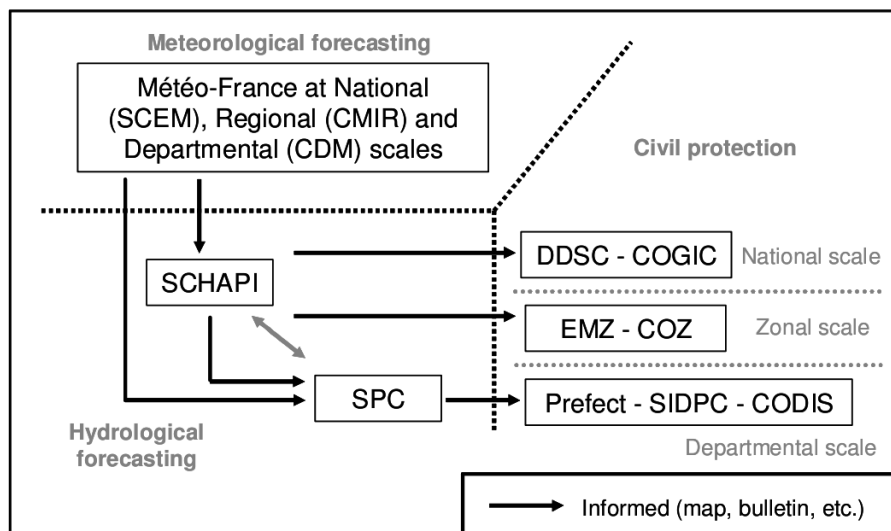 Meteorological forecasting
Météo-France at National
(SCEM), Regional (CMIR) and
Departmental (CDM) scales
Civil protection
DDSC - COGIC
National scale
SCHAPI
EMZ - COZ
Zonal scale
SPC
Prefect - SIDPC - CODIS
Hydrological
forecasting
Departmental scale
Informed (map, bulletin, etc.)